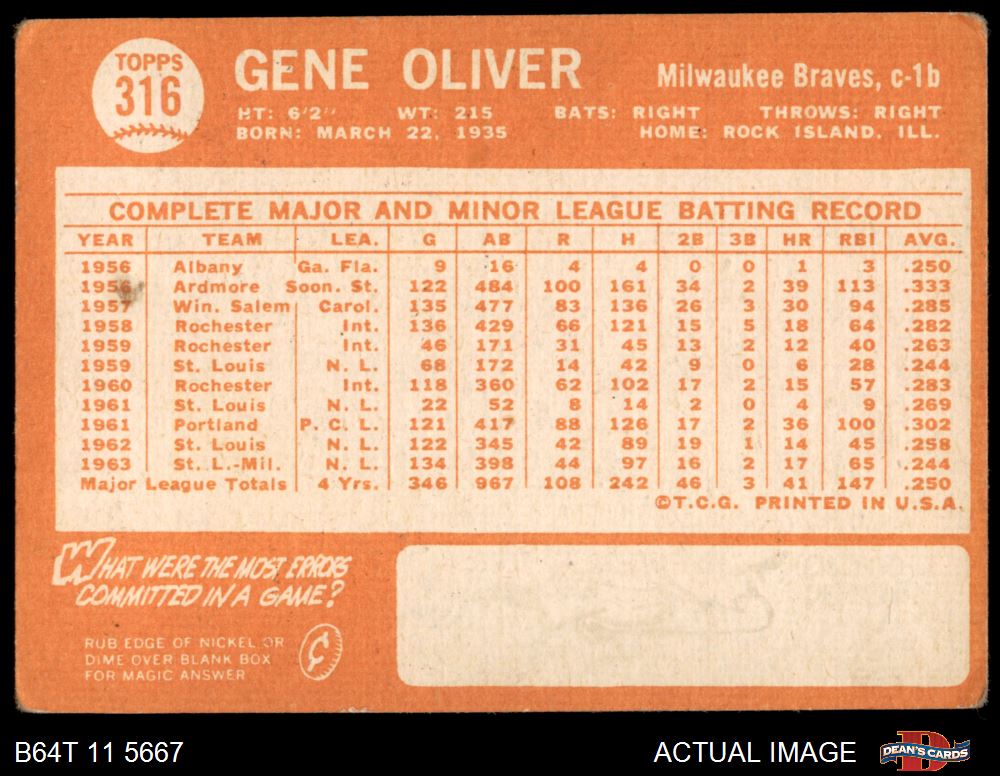 TOPPS
316
GENE OLIVER
Milwaukee Braves, c-1b
HT: 6'2" WT: 215 BATS: RIGHT THROWS: RIGHT
BORN: MARCH 22, 1935 HOME: ROCK ISLAND, ILL.
COMPLETE MAJOR AND MINOR LEAGUE BATTING RECORD
YEAR TEAM LEA. G AB R H 2B 3B HR RBI AVG.
1956 Albany Ga. Fla. 9 16 4 4 0 0 1 3 .250
1956 Ardmore Soon. St. 122 484 100 161 34 2 39 113 .333
1957 Win. Salem Carol. 135 477 83 136 26 3 30 94 .285
1958 Rochester Int. 136 429 66 121 15 5 18 64 .282
1959 Rochester Int. 46 171 31 45 13 2 12 40 .263
1959 St. Louis N. L. 68 172 14 42 9 0 6 28 .244
1960 Rochester Int. 118 360 62 102 17 2 15 57 .283
1961 St. Louis N. L. 22 52 8 14 2 0 4 9 .269
1961 Portland P. C. L. 121 417 88 126 17 2 36 100 .302
1962 St. Louis N. L. 122 345 42 89 19 1 14 45 .258
1963 St. L.-Mil. N. L. 134 398 44 97 16 2 17 65 .244
Major League Totals 4 Yrs. 346 967 108 242 46 3 41 147 .250
©T.C.G. PRINTED IN U.S.A.
WHAT WERE THE MOST ERRORS
COMMITTED IN A GAME?
RUB EDGE OF NICKEL OR
DIME OVER BLANK BOX
FOR MAGIC ANSWER
B64T 11 5667 ACTUAL IMAGE DEAN'S CARDS